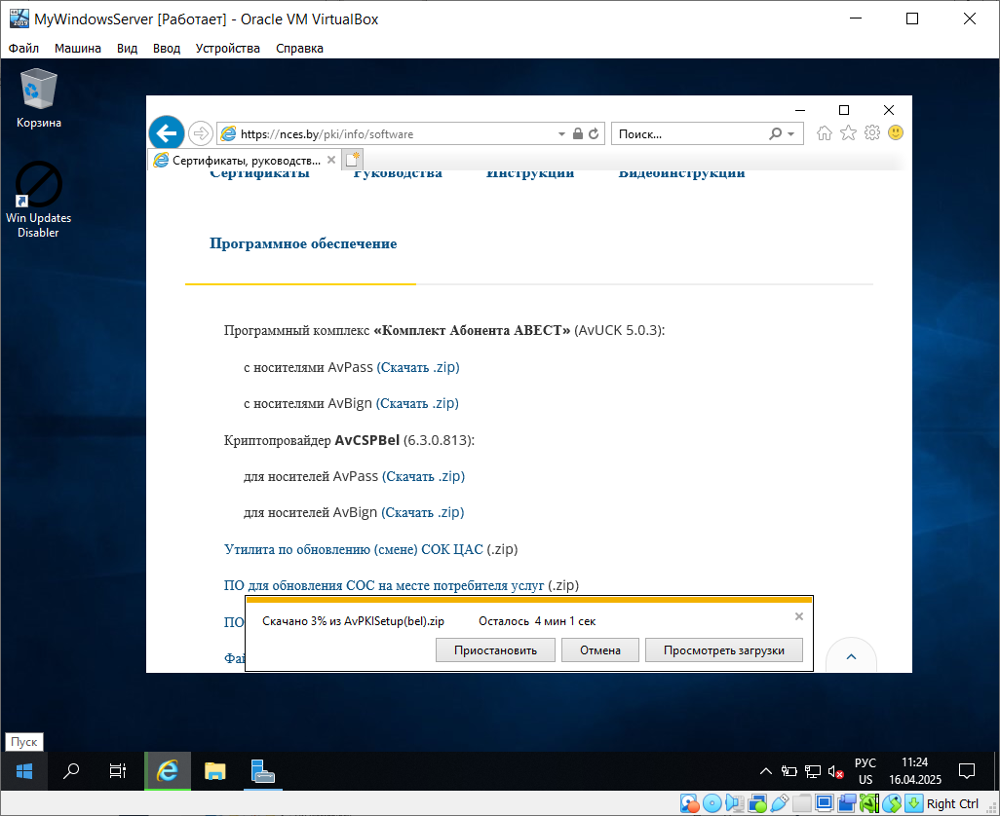 MyWindowsServer [Работает] - Oracle VM VirtualBox
Файл Машина Вид Ввод Устройства Справка
Корзина
Win Updates
Disabler
https://nces.by/pki/info/software
Поиск...
Сертификаты, руководств...
Сертификаты Руководства Инструкции Видеоинструкции
Программное обеспечение
Программный комплекс «Комплект Абонента АВЕСТ» (AvUCK 5.0.3):
с носителями AvPass (Скачать .zip)
с носителями AvBign (Скачать .zip)
Криптопровайдер AvCSPBel (6.3.0.813):
для носителей AvPass (Скачать .zip)
для носителей AvBign (Скачать .zip)
Утилита по обновлению (смене) СОК ЦАС (.zip)
ПО для обновления СОС на месте потребителя услуг (.zip)
ПО
Скачано 3% из AvPKISetup(bel).zip Осталось 4 мин 1 сек
Приостановить Отмена Просмотреть загрузки
Пуск
РУС
US
11:24
16.04.2025
Right Ctrl